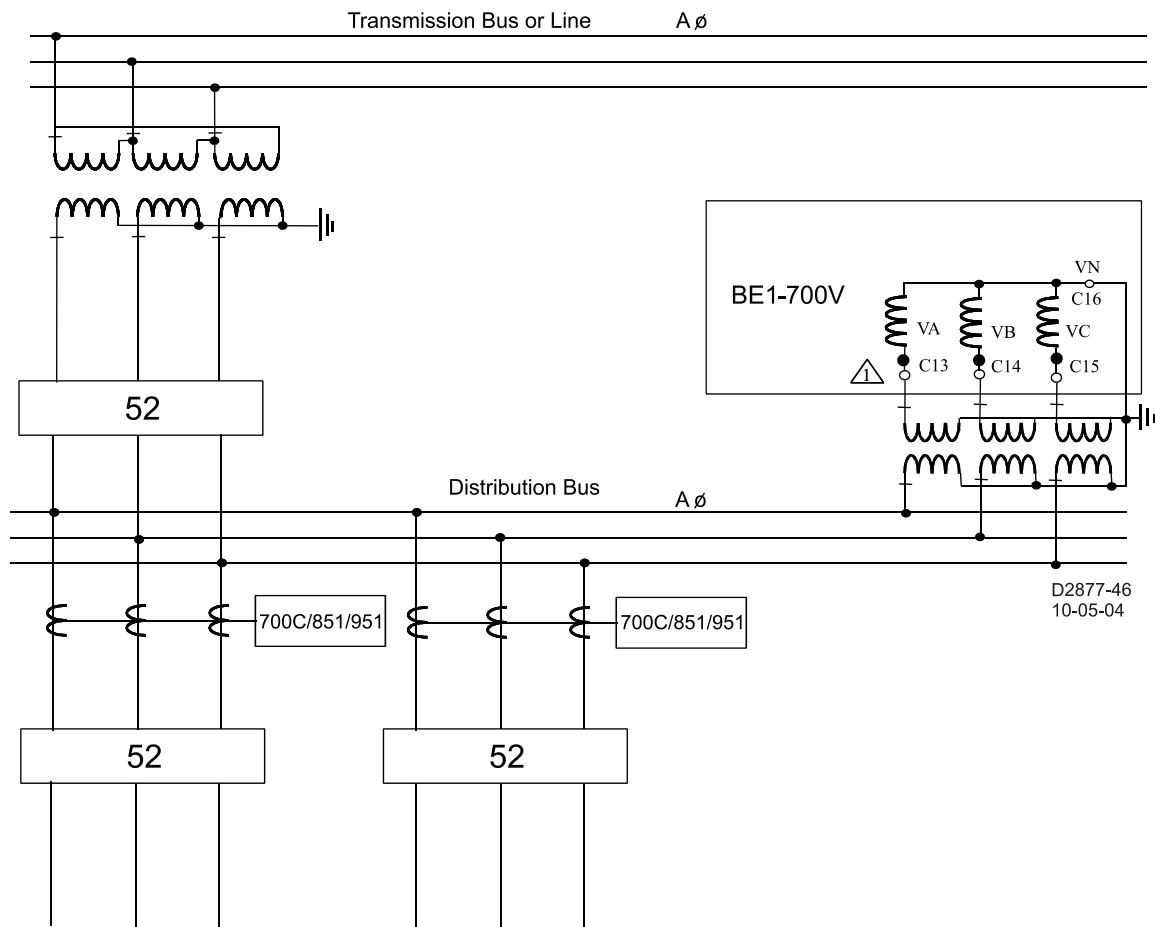 Transmission Bus or Line A ø
BE1-700V
VN
C16
VA VB VC
C13 C14 C15
1
52
Distribution Bus A ø
D2877-46
10-05-04
700C/851/951 700C/851/951
52 52